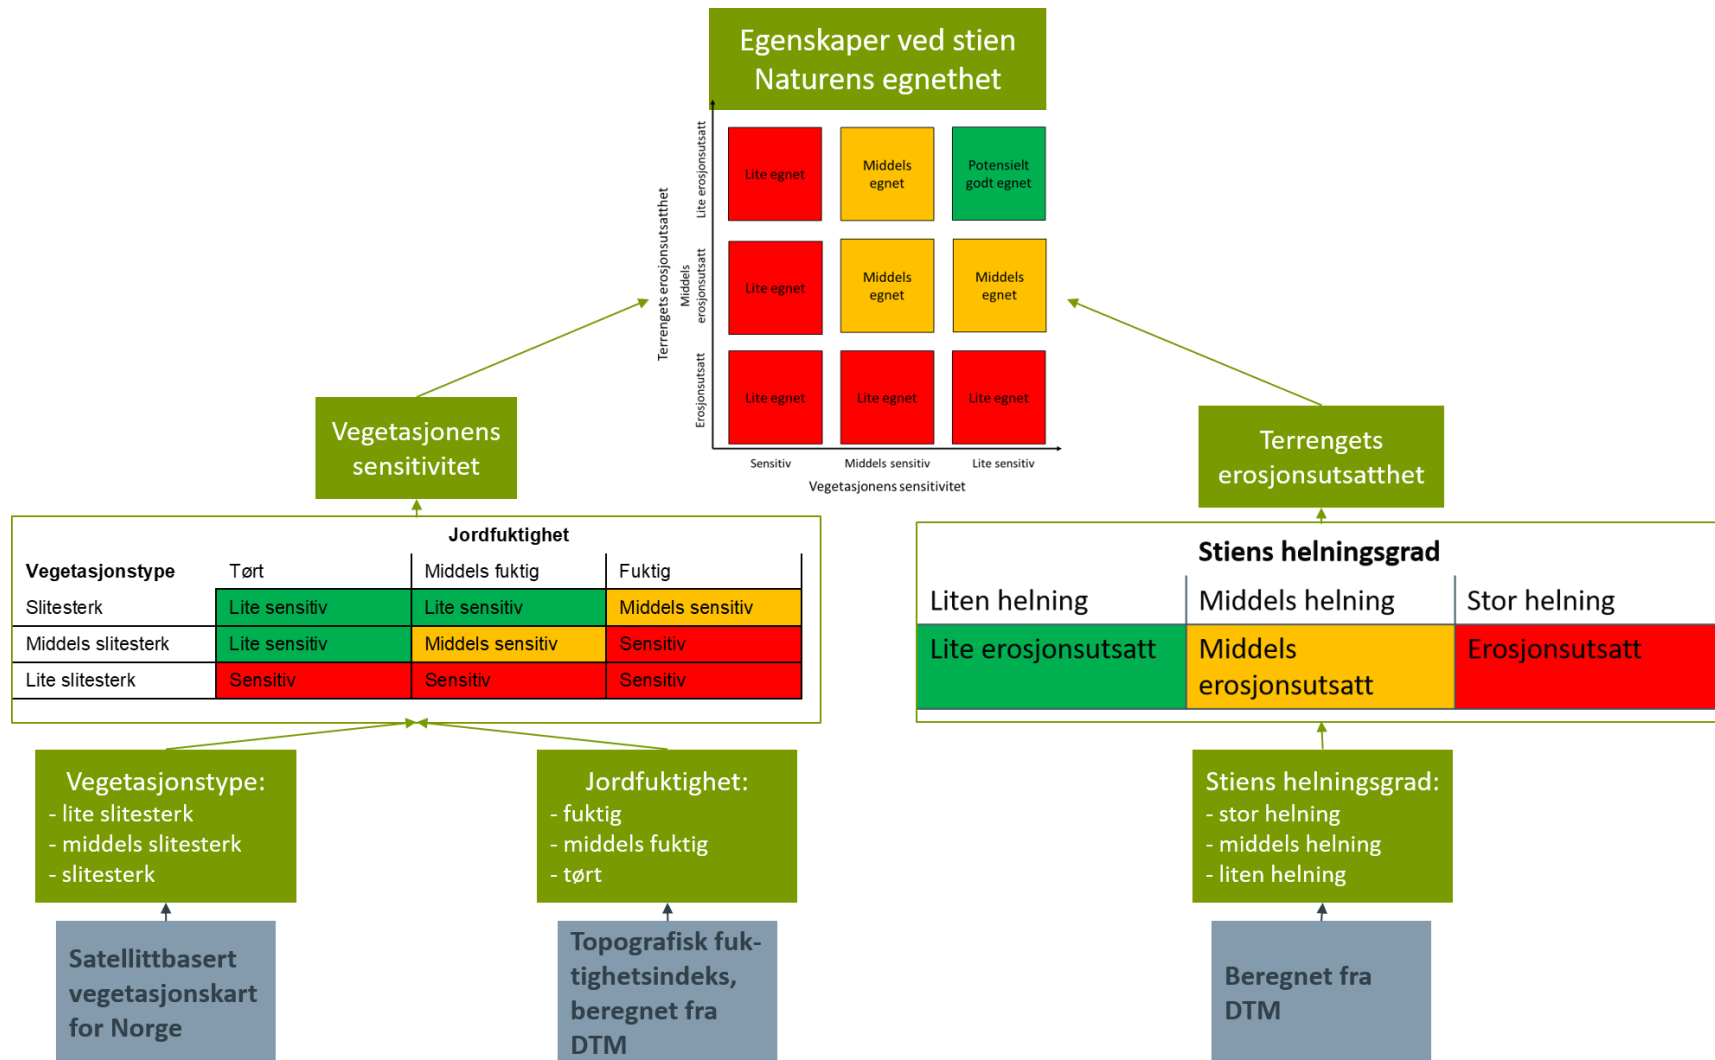 Egenskaper ved stien
Naturens egnethet
Terrengets erosjonsutsatthet
Lite erosjonsutsatt
Middels
erosjonsutsatt
Erosjonsutsatt
Lite egnet
Middels
egnet
Potensielt
godt egnet
Lite egnet
Middels
egnet
Middels
egnet
Lite egnet
Lite egnet
Lite egnet
Sensitiv
Middels sensitiv
Lite sensitiv
Vegetasjonens sensitivitet
Vegetasjonens
sensitivitet
Terrengets
erosjonsutsatthet
Jordfuktighet
Vegetasjonstype
Tørt
Middels fuktig
Fuktig
Slitesterk
Lite sensitiv
Lite sensitiv
Middels sensitiv
Middels slitesterk
Lite sensitiv
Middels sensitiv
Sensitiv
Lite slitesterk
Sensitiv
Sensitiv
Sensitiv
Stiens helningsgrad
Liten helning
Middels helning
Stor helning
Lite erosjonsutsatt
Middels
erosjonsutsatt
Erosjonsutsatt
Vegetasjonstype:
- lite slitesterk
- middels slitesterk
- slitesterk
Jordfuktighet:
- fuktig
- middels fuktig
- tørt
Stiens helningsgrad:
- stor helning
- middels helning
- liten helning
Satellittbasert
vegetasjonskart
for Norge
Topografisk fuk-
tighetsindeks,
beregnet fra
DTM
Beregnet fra
DTM